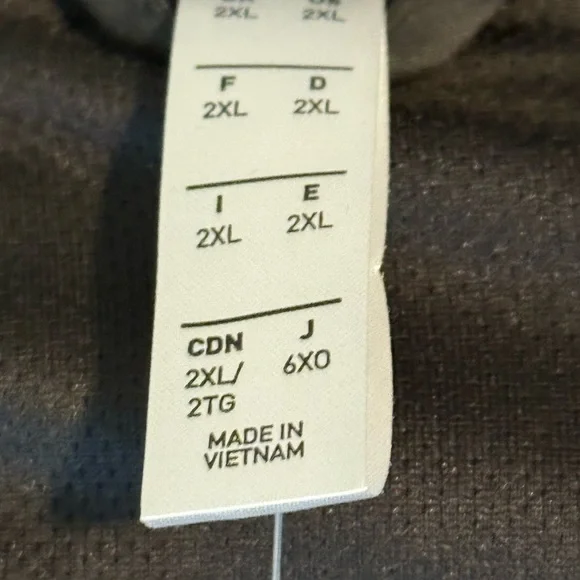 2XL 2XL
F D
2XL 2XL
I E
2XL 2XL
CDN J
2XL/ 6XO
2TG
MADE IN
VIETNAM